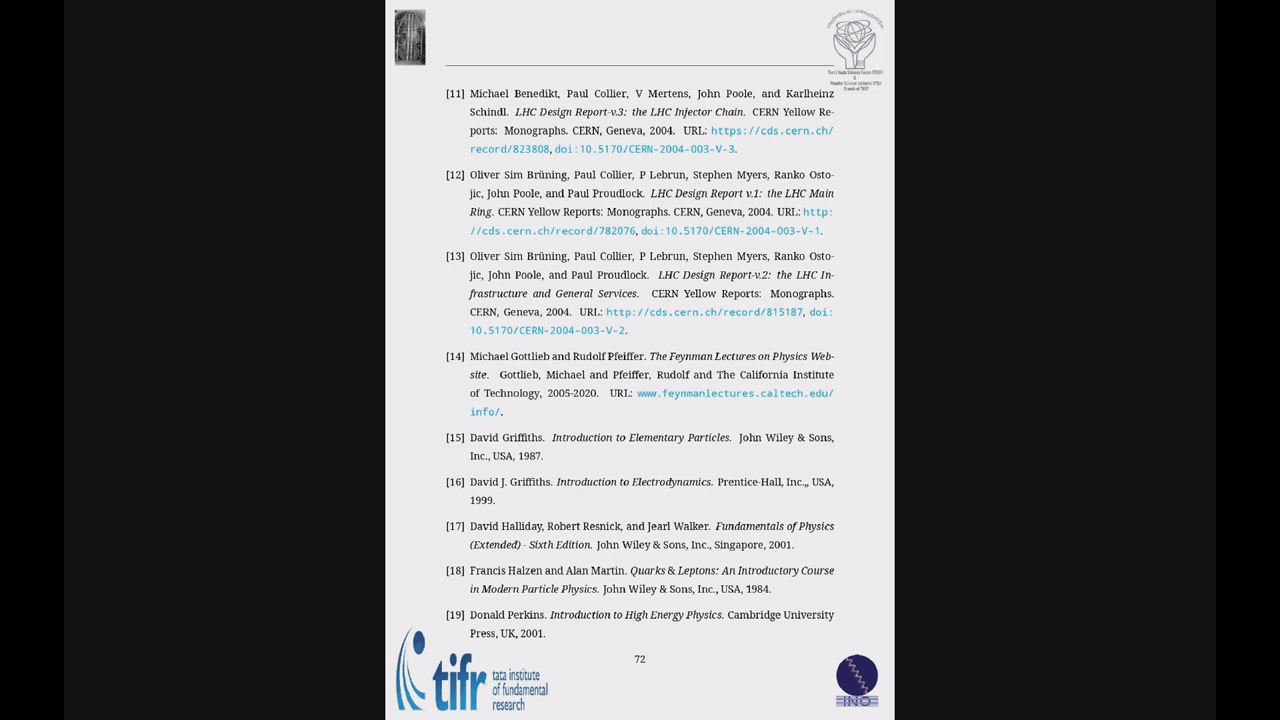 [11] Michael Benedikt, Paul Collier, V Mertens, John Poole, and Karlheinz
Schindl. LHC Design Report-v.3: the LHC Injector Chain. CERN Yellow Re-
ports: Monographs. CERN, Geneva, 2004. URL: https://cds.cern.ch/
record/823808, doi:10.5170/CERN-2004-003-V-3.
[12] Oliver Sim Brüning, Paul Collier, P Lebrun, Stephen Myers, Ranko Osto-
jic, John Poole, and Paul Proudlock. LHC Design Report v.1: the LHC Main
Ring. CERN Yellow Reports: Monographs. CERN, Geneva, 2004. URL: http:
//cds.cern.ch/record/782076, doi:10.5170/CERN-2004-003-V-1.
[13] Oliver Sim Brüning, Paul Collier, P Lebrun, Stephen Myers, Ranko Osto-
jic, John Poole, and Paul Proudlock. LHC Design Report-v.2: the LHC In-
frastructure and General Services. CERN Yellow Reports: Monographs.
CERN, Geneva, 2004. URL: http://cds.cern.ch/record/815187, doi:
10.5170/CERN-2004-003-V-2.
[14] Michael Gottlieb and Rudolf Pfeiffer. The Feynman Lectures on Physics Web-
site. Gottlieb, Michael and Pfeiffer, Rudolf and The California Institute
of Technology, 2005-2020. URL: www.feynmanlectures.caltech.edu/
info/.
[15] David Griffiths. Introduction to Elementary Particles. John Wiley & Sons,
Inc., USA, 1987.
[16] David J. Griffiths. Introduction to Electrodynamics. Prentice-Hall, Inc.,, USA,
1999.
[17] David Halliday, Robert Resnick, and Jearl Walker. Fundamentals of Physics
(Extended) - Sixth Edition. John Wiley & Sons, Inc., Singapore, 2001.
[18] Francis Halzen and Alan Martin. Quarks & Leptons: An Introductory Course
in Modern Particle Physics. John Wiley & Sons, Inc., USA, 1984.
[19] Donald Perkins. Introduction to High Energy Physics. Cambridge University
Press, UK, 2001.
72
tifr tata institute
of fundamental
research
INO